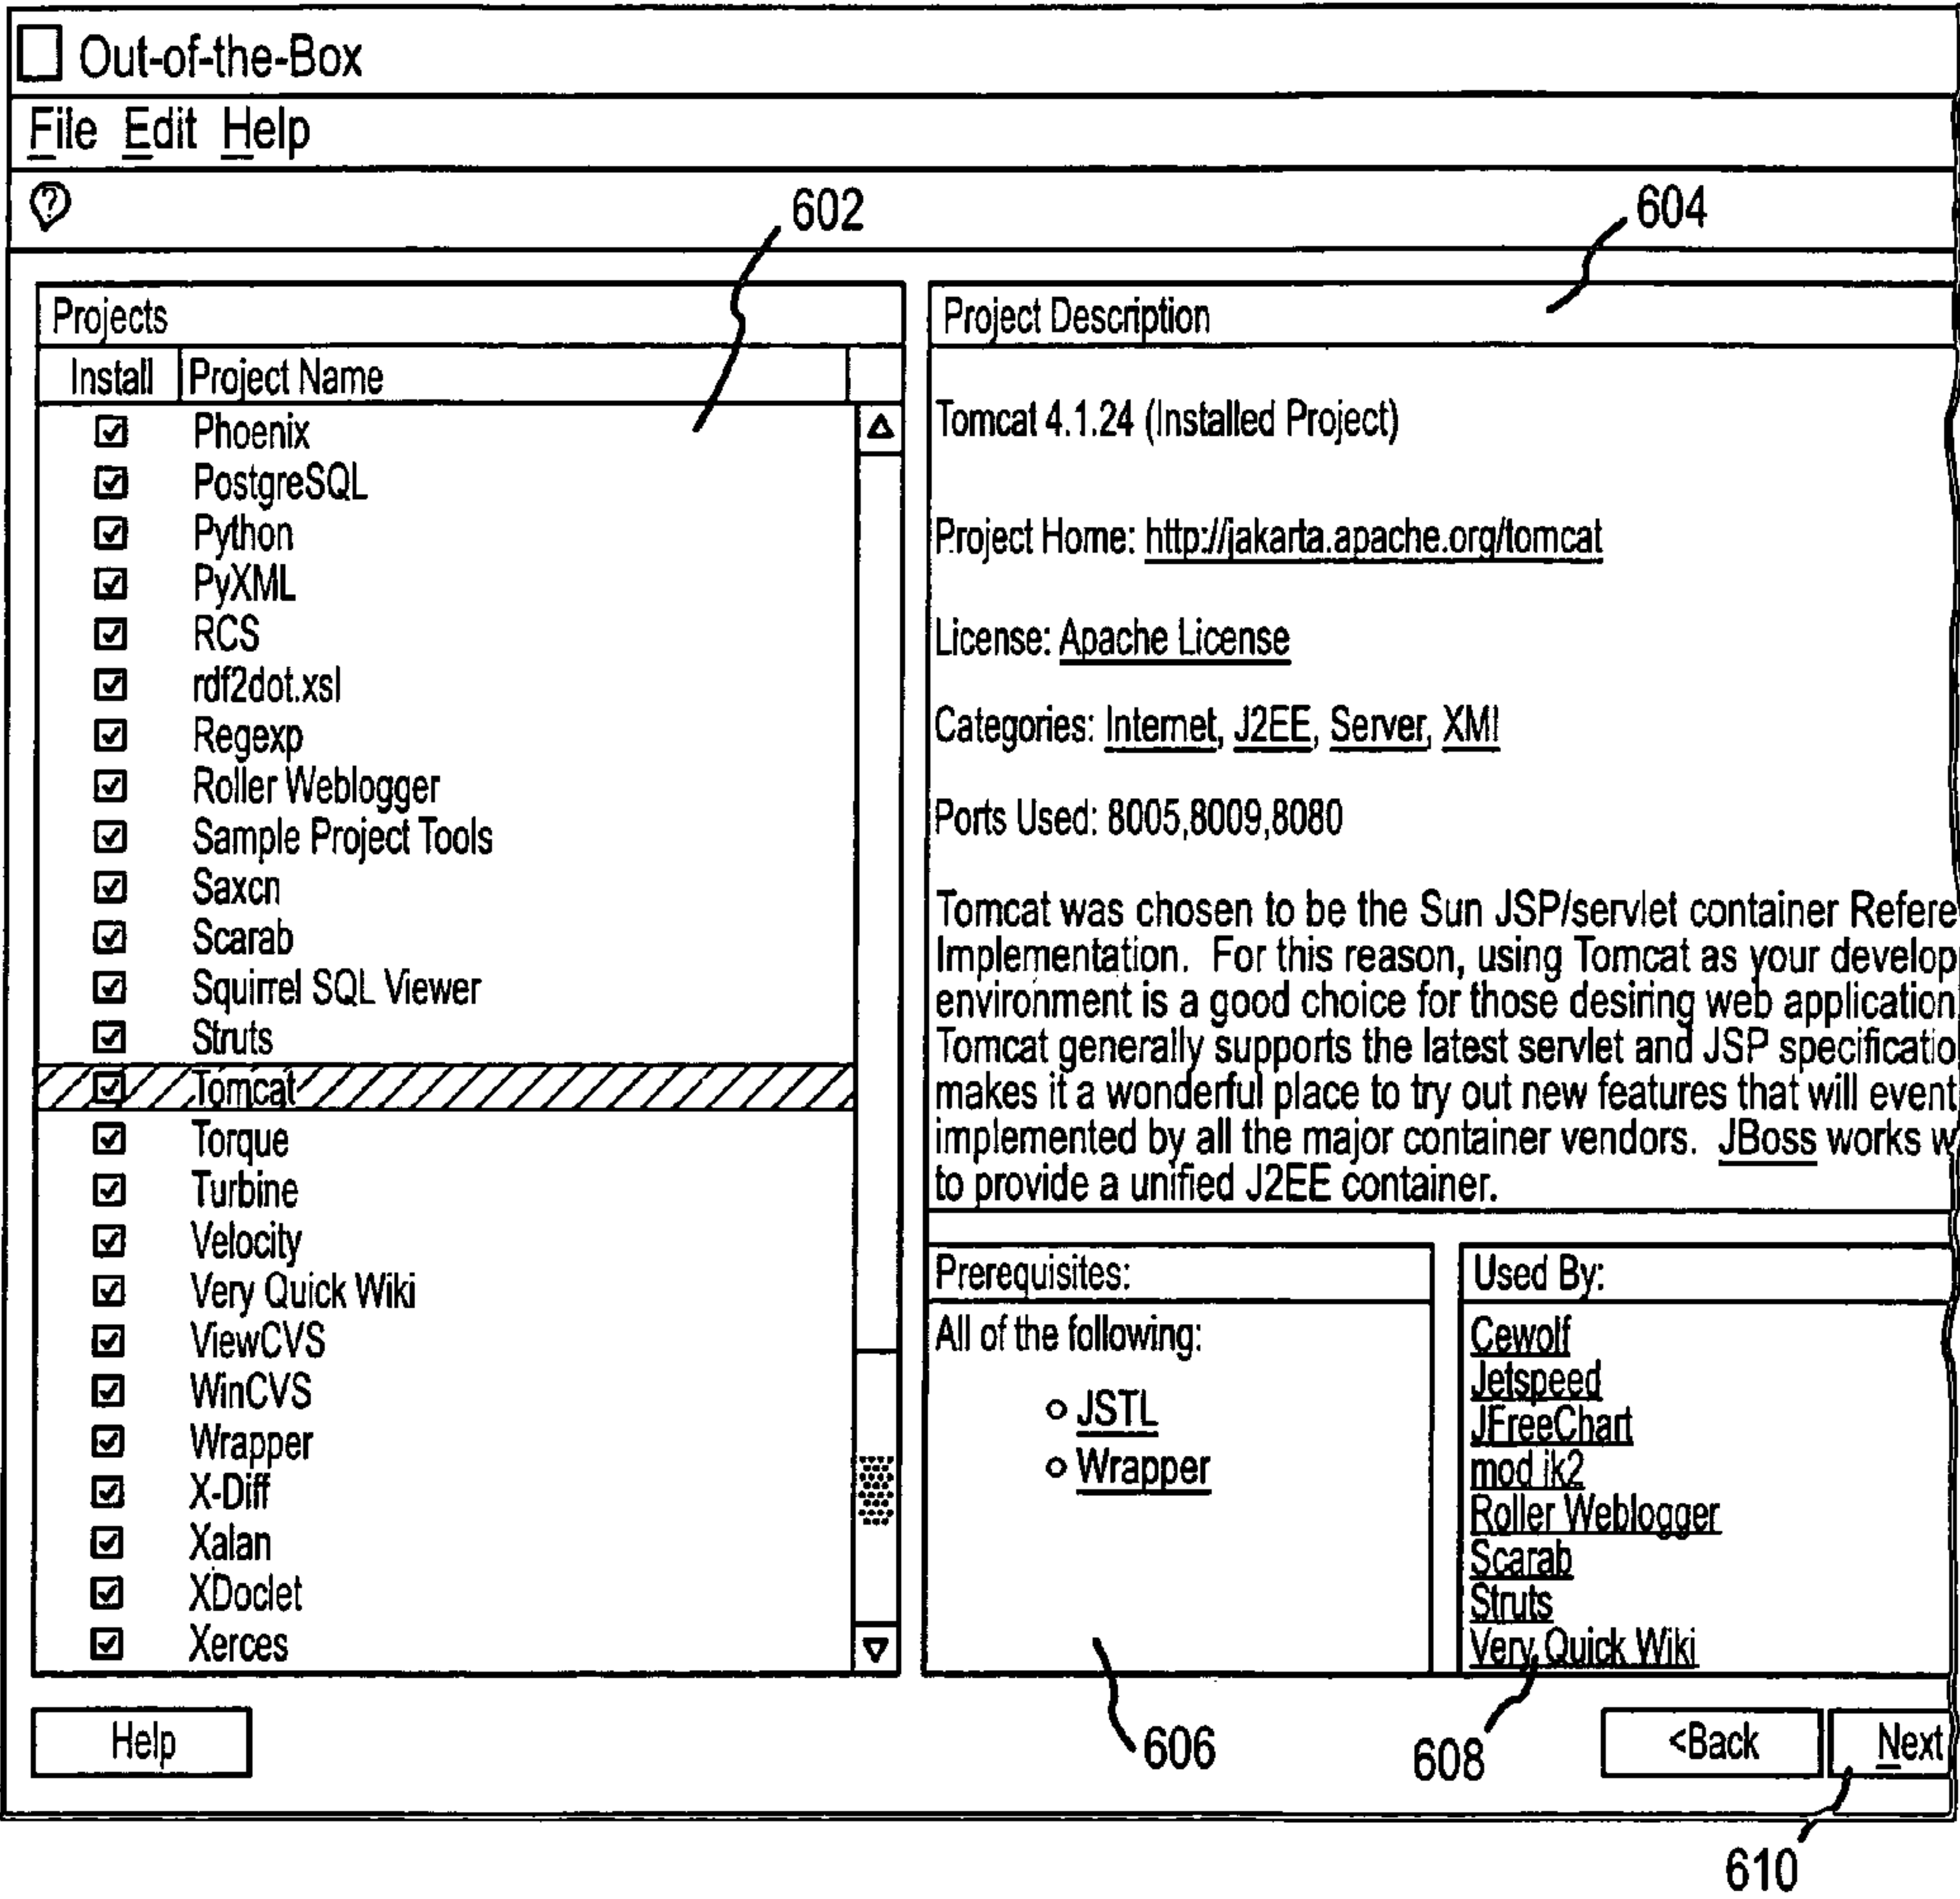 Out-of-the-Box
File Edit Help
?
602
604
Projects
Install Project Name
Phoenix
PostgreSQL
Python
PyXML
RCS
rdf2dot.xsl
Regexp
Roller Weblogger
Sample Project Tools
Saxcn
Scarab
Squirrel SQL Viewer
Struts
Tomcat
Torque
Turbine
Velocity
Very Quick Wiki
ViewCVS
WinCVS
Wrapper
X-Diff
Xalan
XDoclet
Xerces
Project Description
Tomcat 4.1.24 (Installed Project)
Project Home: http://jakarta.apache.org/tomcat
License: Apache License
Categories: Internet, J2EE, Server, XMl
Ports Used: 8005,8009,8080
Tomcat was chosen to be the Sun JSP/servlet container Refere
Implementation. For this reason, using Tomcat as your develop
environment is a good choice for those desiring web application
Tomcat generally supports the latest servlet and JSP specificatio
makes it a wonderful place to try out new features that will event
implemented by all the major container vendors. JBoss works w
to provide a unified J2EE container.
Prerequisites:
All of the following:
JSTL
Wrapper
Used By:
Cewolf
Jetspeed
JFreeChart
mod jk2
Roller Weblogger
Scarab
Struts
Very Quick Wiki
606
608
Help
<Back
Next
610